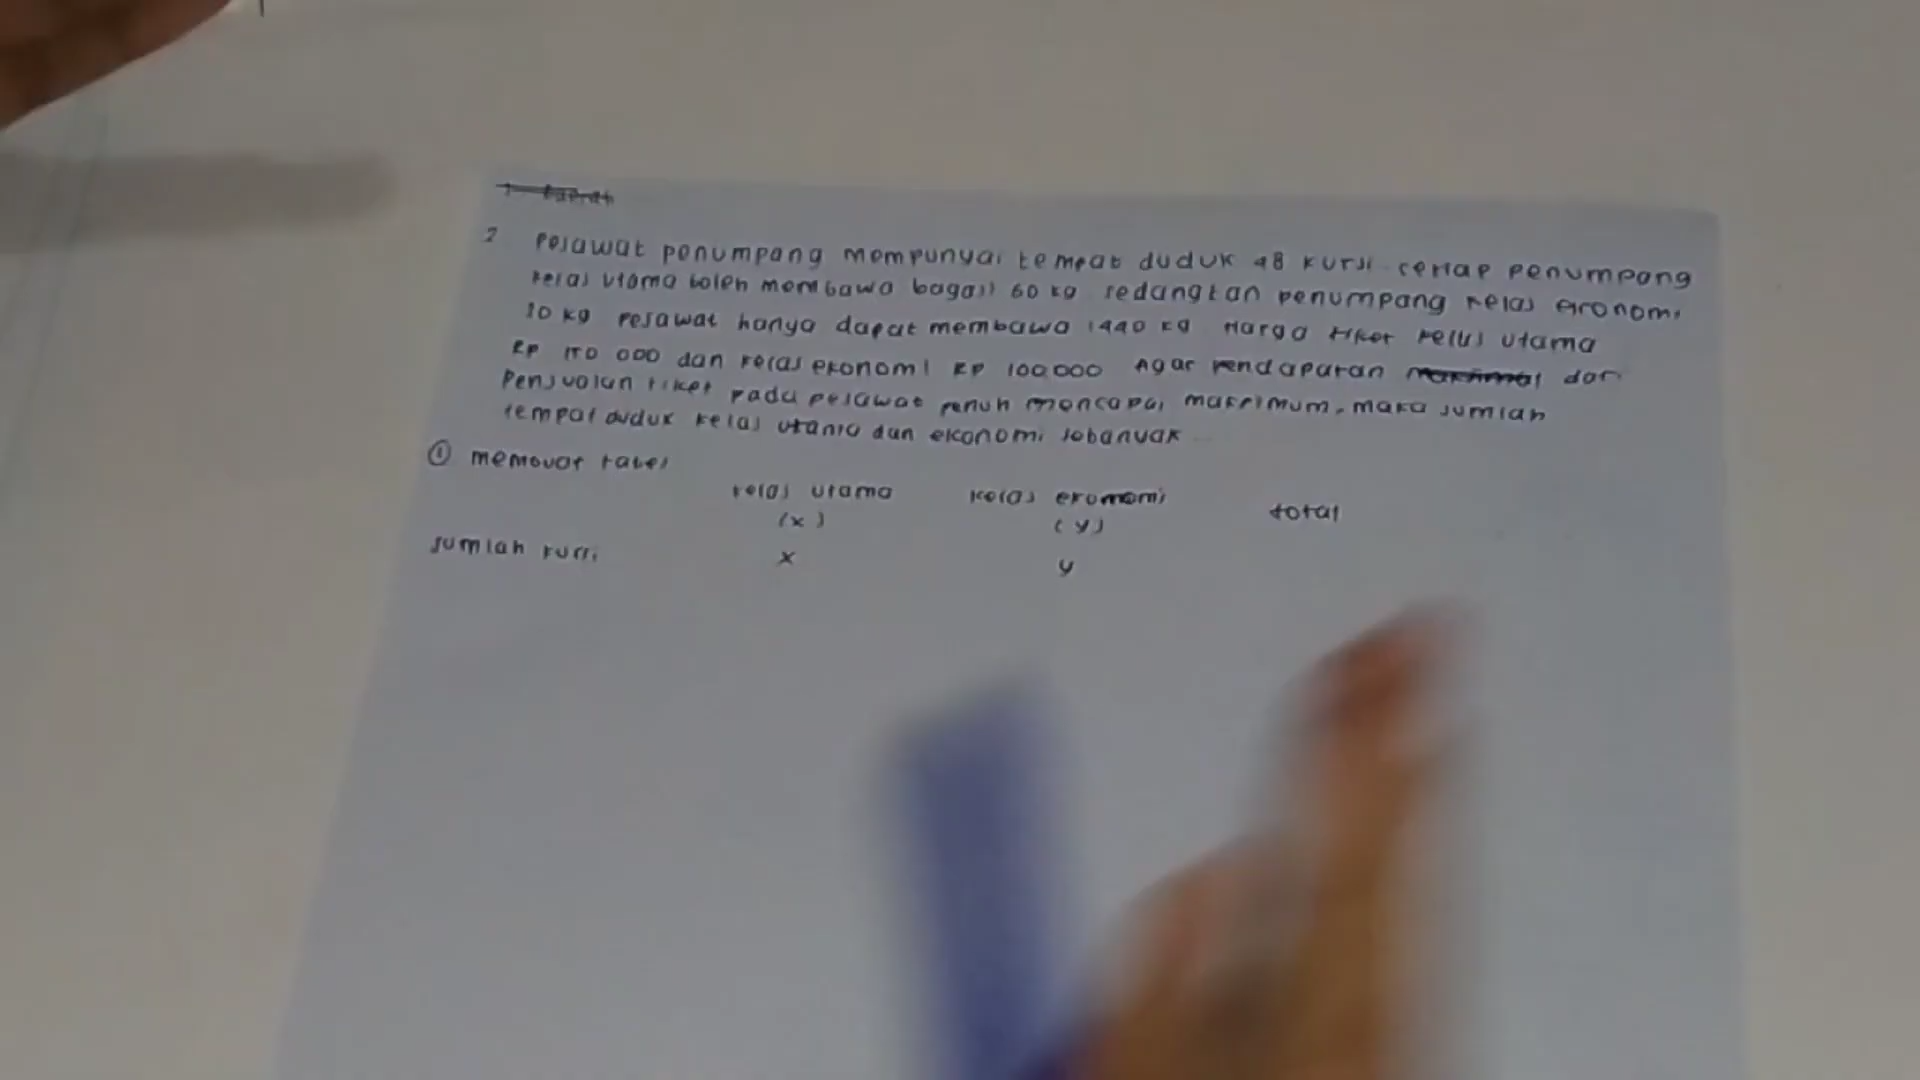 2 Pesawat penumpang mempunyai tempat duduk 48 kursi. setiap penumpang
kelas utama boleh membawa bagasi 60 kg sedangkan penumpang kelas ekonomi
20 kg pesawat hanya dapat membawa 1440 kg Harga tiket kelas utama
RP 150 000 dan kelas ekonomi RP 100.000 Agar pendapatan dari
Penjualan tiket pada pesawat penuh mencapai maksimum, maka jumlah
tempat duduk kelas utama dan ekonomi sebanyak ...
① membuat tabel
kelas utama kelas ekonomi total
(x) (y)
Jumlah kursi x y